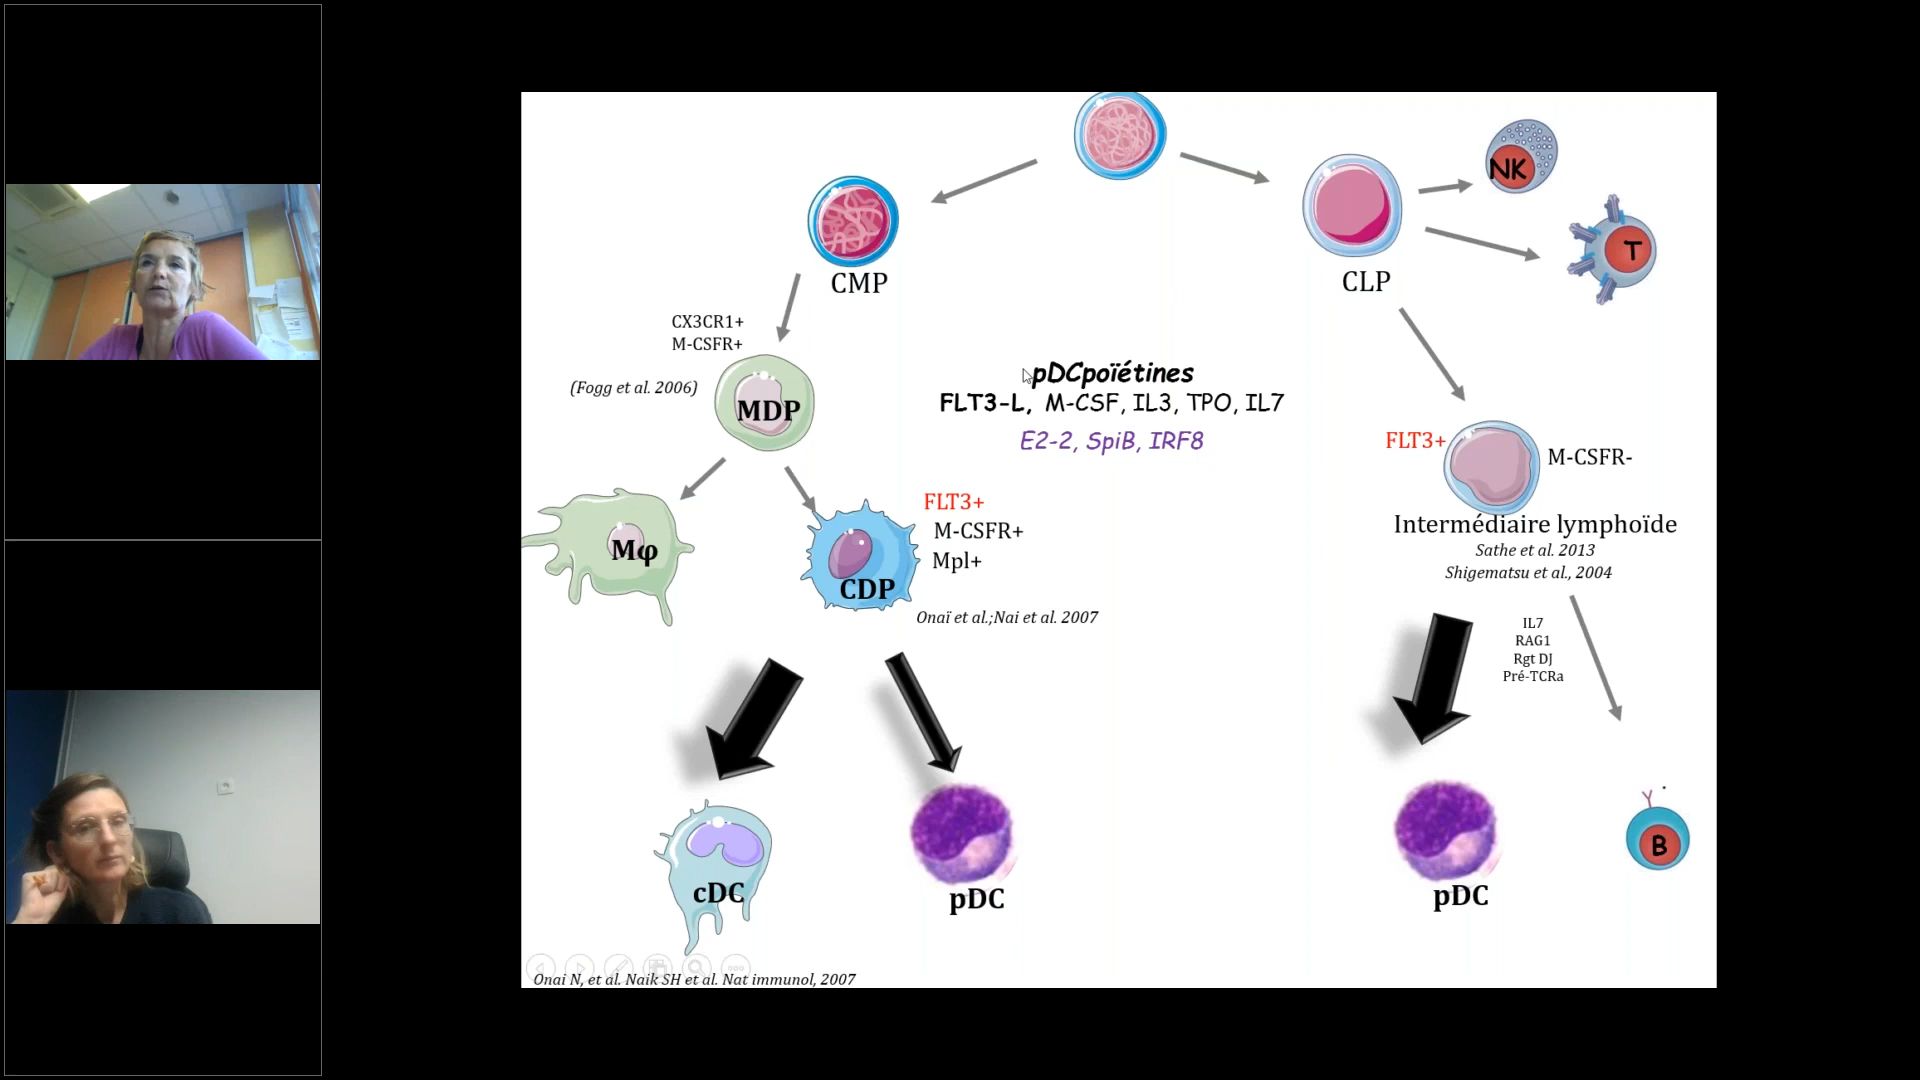 NK
T
CMP
CLP
CX3CR1+
M-CSFR+
(Fogg et al. 2006)
MDP
pDCpoïétines
FLT3-L, M-CSF, IL3, TPO, IL7
E2-2, SpiB, IRF8
FLT3+
M-CSFR-
Intermédiaire lymphoïde
Sathe et al. 2013
Shigematsu et al., 2004
Mφ
CDP
FLT3+
M-CSFR+
Mpl+
Onaï et al.;Nai et al. 2007
IL7
RAG1
Rgt DJ
Pré-TCRa
cDC
pDC
pDC
B
Onai N, et al. Naik SH et al. Nat immunol, 2007